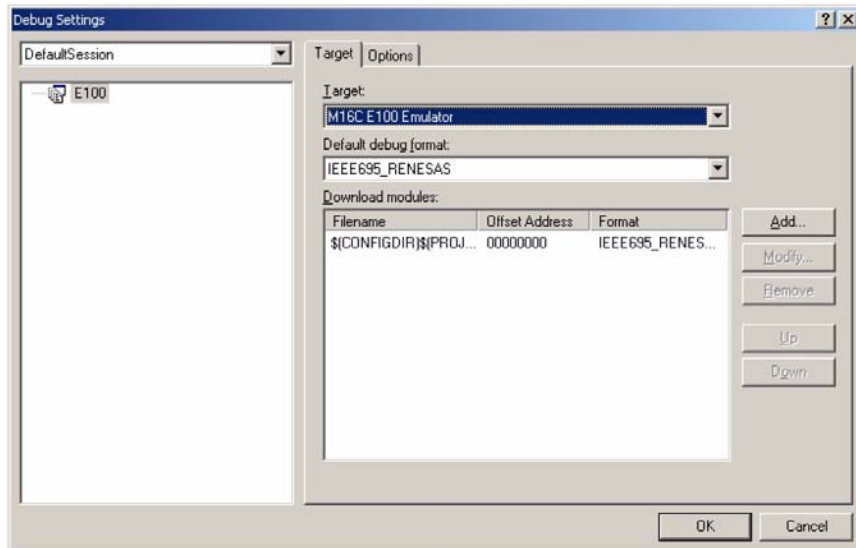 Debug Settings
DefaultSession
E100
Target Options
Target:
M16C E100 Emulator
Default debug format:
IEEE695_RENESAS
Download modules:
Filename Offset Address Format
$(CONFIGDIR)$(PROJ... 00000000 IEEE695_RENES...
Add...
Modify...
Remove
Up
Down
OK Cancel